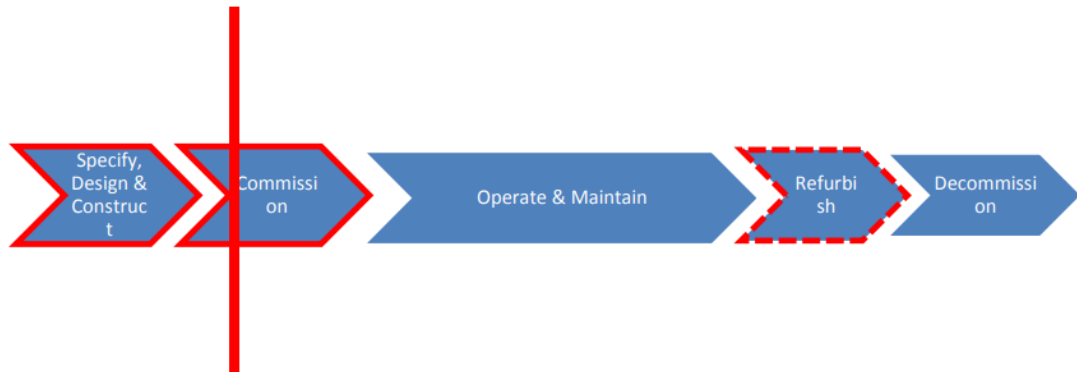 Specify,
Design &
Construc
t
Commissi
on
Operate & Maintain
Refurbi
sh
Decommissi
on